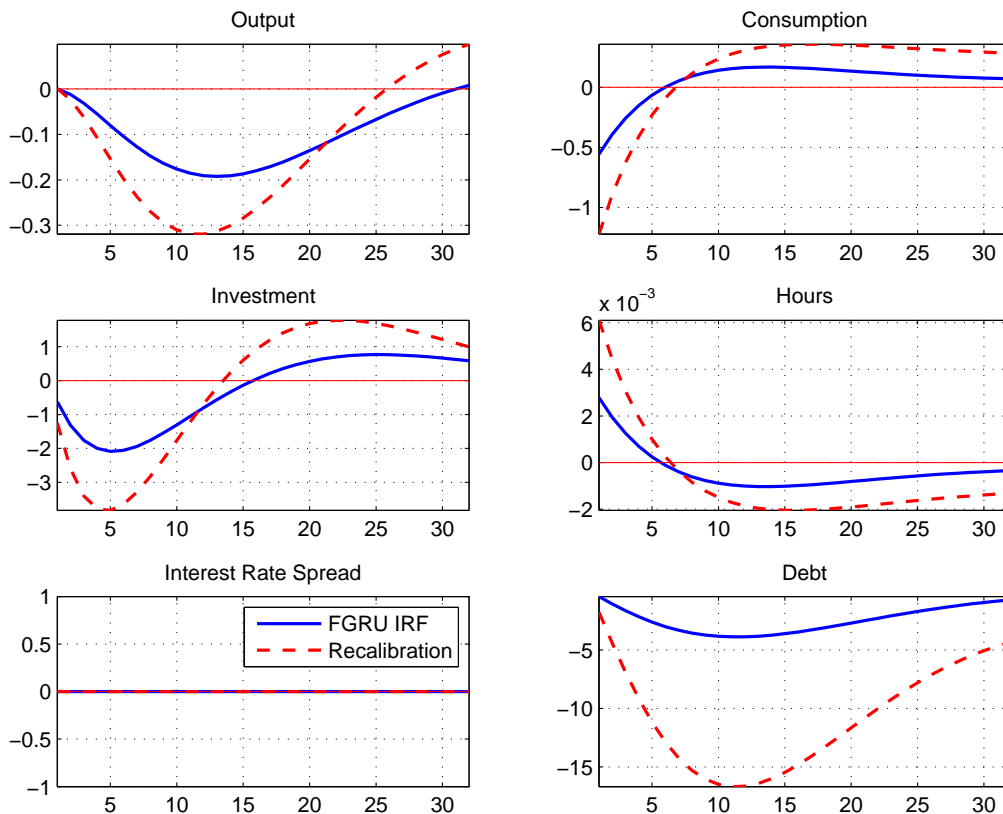 Output
0
−0.1
−0.2
−0.3
5 10 15 20 25 30
Consumption
0
−0.5
−1
5 10 15 20 25 30
Investment
1
0
−1
−2
−3
5 10 15 20 25 30
Hours
x 10−3
6
4
2
0
−2
5 10 15 20 25 30
Interest Rate Spread
1
0.5
0
−0.5
−1
FGRU IRF
Recalibration
5 10 15 20 25 30
Debt
−5
−10
−15
5 10 15 20 25 30